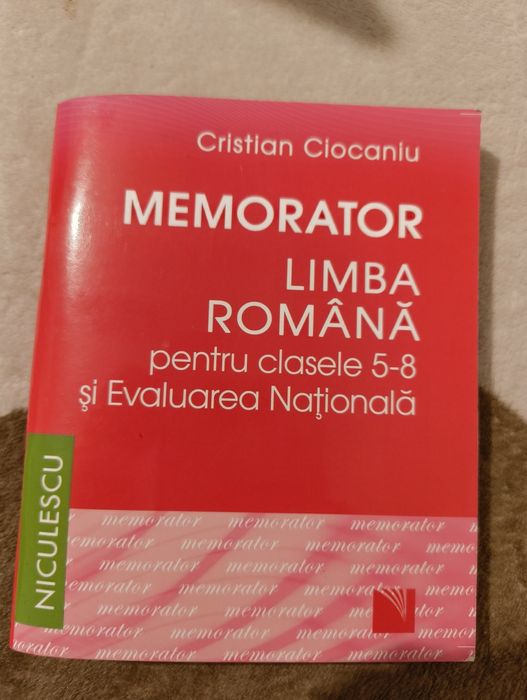 Cristian Ciocaniu
MEMORATOR
LIMBA
ROMÂNĂ
pentru clasele 5-8
și Evaluarea Națională
NICULESCU
memorator memorator memorator memorator
memorator memorator memorator memo
memorator memorator memorator
memorator memorator memorator
memorator memorator
memorator memorator memorator
memorator memorator memorator